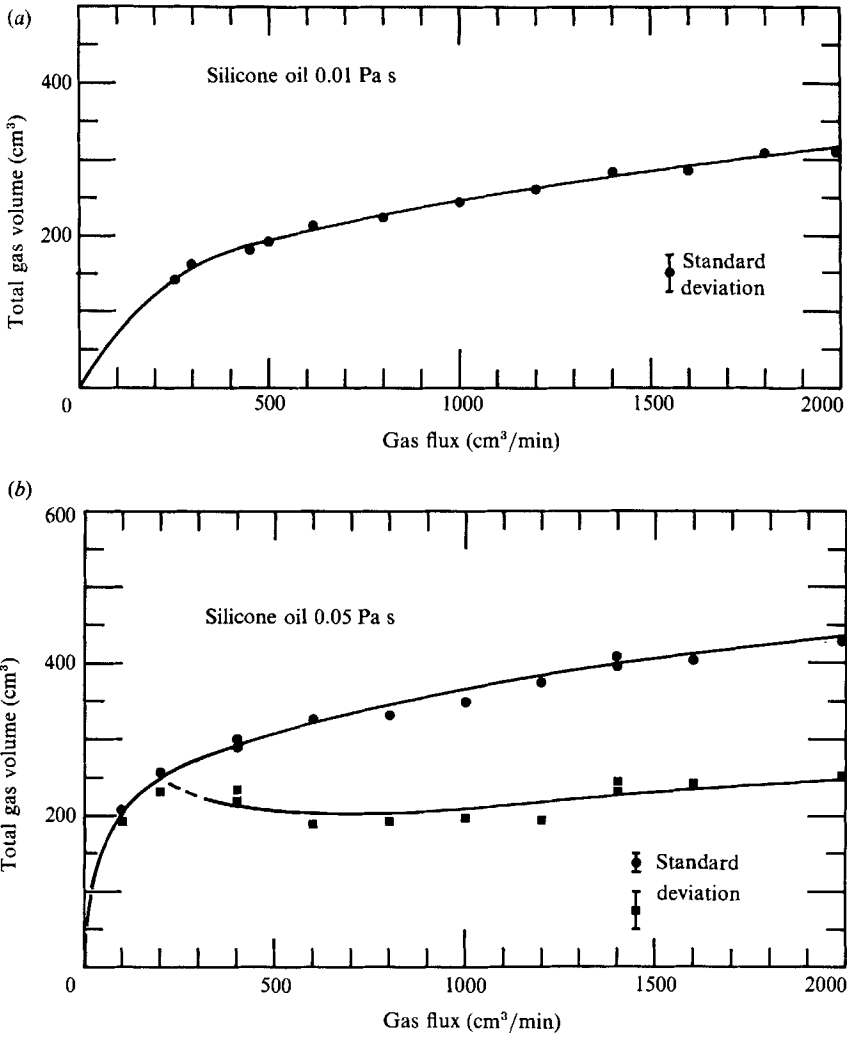 (a)
400
Silicone oil 0.01 Pa s
Total gas volume (cm³)
200
Standard
deviation
0
500
1000
1500
2000
Gas flux (cm³/min)
(b)
600
Silicone oil 0.05 Pa s
400
Total gas volume (cm³)
200
Standard
deviation
0
500
1000
1500
2000
Gas flux (cm³/min)